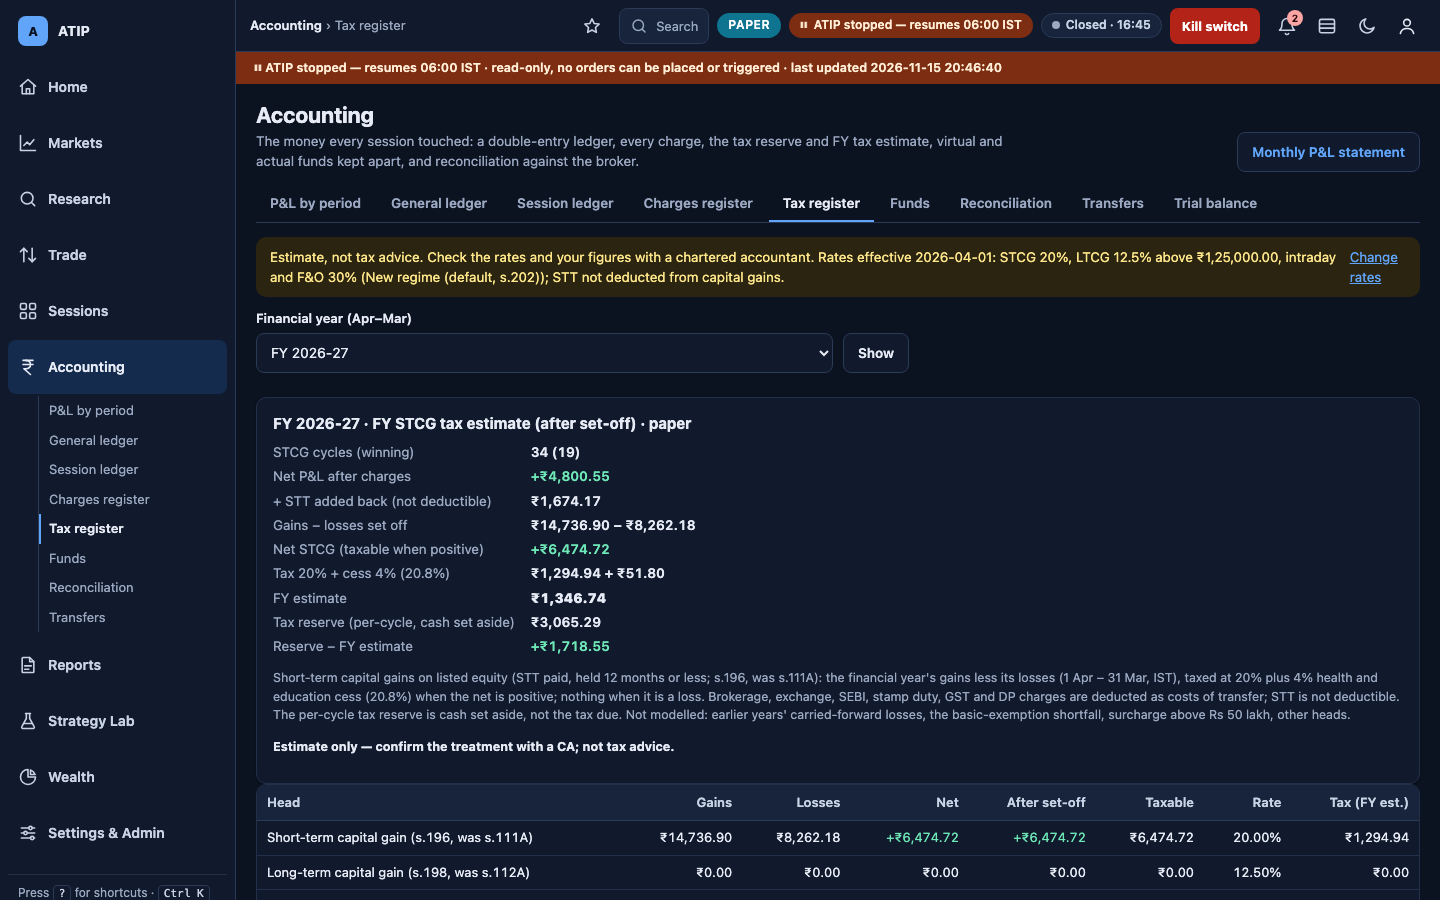 A ATIP
Home
Markets
Research
Trade
Sessions
Accounting
P&L by period
General ledger
Session ledger
Charges register
Tax register
Funds
Reconciliation
Transfers
Reports
Strategy Lab
Wealth
Settings & Admin
Press ? for shortcuts · Ctrl K
Accounting › Tax register
Search
PAPER
ATIP stopped — resumes 06:00 IST
Closed · 16:45
Kill switch
2
ATIP stopped — resumes 06:00 IST · read-only, no orders can be placed or triggered · last updated 2026-11-15 20:46:40
Accounting
The money every session touched: a double-entry ledger, every charge, the tax reserve and FY tax estimate, virtual and
actual funds kept apart, and reconciliation against the broker.
Monthly P&L statement
P&L by period General ledger Session ledger Charges register Tax register Funds Reconciliation Transfers Trial balance
Estimate, not tax advice. Check the rates and your figures with a chartered accountant. Rates effective 2026-04-01: STCG 20%, LTCG 12.5% above ₹1,25,000.00, intraday
and F&O 30% (New regime (default, s.202)); STT not deducted from capital gains.
Change
rates
Financial year (Apr–Mar)
FY 2026-27
Show
FY 2026-27 · FY STCG tax estimate (after set-off) · paper
STCG cycles (winning) 34 (19)
Net P&L after charges +₹4,800.55
+ STT added back (not deductible) ₹1,674.17
Gains − losses set off ₹14,736.90 − ₹8,262.18
Net STCG (taxable when positive) +₹6,474.72
Tax 20% + cess 4% (20.8%) ₹1,294.94 + ₹51.80
FY estimate ₹1,346.74
Tax reserve (per-cycle, cash set aside) ₹3,065.29
Reserve − FY estimate +₹1,718.55
Short-term capital gains on listed equity (STT paid, held 12 months or less; s.196, was s.111A): the financial year's gains less its losses (1 Apr – 31 Mar, IST), taxed at 20% plus 4% health and
education cess (20.8%) when the net is positive; nothing when it is a loss. Brokerage, exchange, SEBI, stamp duty, GST and DP charges are deducted as costs of transfer; STT is not deductible.
The per-cycle tax reserve is cash set aside, not the tax due. Not modelled: earlier years' carried-forward losses, the basic-exemption shortfall, surcharge above Rs 50 lakh, other heads.
Estimate only — confirm the treatment with a CA; not tax advice.
Head Gains Losses Net After set-off Taxable Rate Tax (FY est.)
Short-term capital gain (s.196, was s.111A) ₹14,736.90 ₹8,262.18 +₹6,474.72 +₹6,474.72 ₹6,474.72 20.00% ₹1,294.94
Long-term capital gain (s.198, was s.112A) ₹0.00 ₹0.00 ₹0.00 ₹0.00 ₹0.00 12.50% ₹0.00